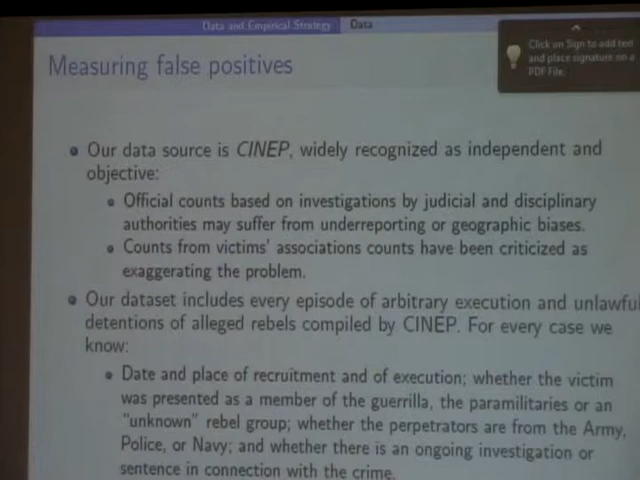 Data and Empirical Strategy Data
Click on Sign to add text
and place signature on a
PDF File.
Measuring false positives
Our data source is CINEP, widely recognized as independent and
objective:
Official counts based on investigations by judicial and disciplinary
authorities may suffer from underreporting or geographic biases.
Counts from victims' associations counts have been criticized as
exaggerating the problem.
Our dataset includes every episode of arbitrary execution and unlawful
detentions of alleged rebels compiled by CINEP. For every case we
know:
Date and place of recruitment and of execution; whether the victim
was presented as a member of the guerrilla, the paramilitaries or an
"unknown" rebel group; whether the perpetrators are from the Army,
Police, or Navy; and whether there is an ongoing investigation or
sentence in connection with the crime.